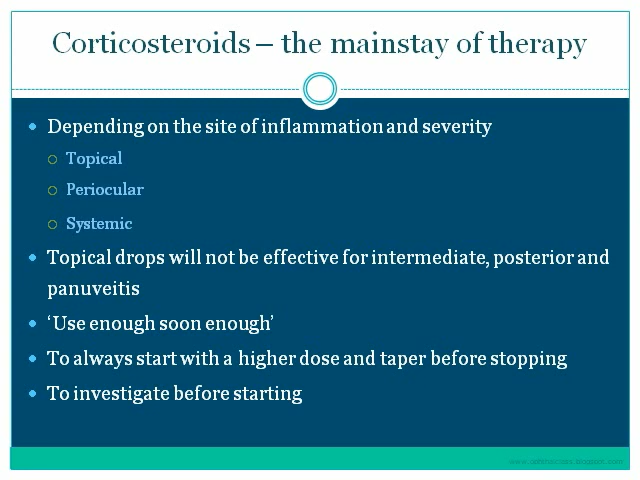 Corticosteroids – the mainstay of therapy
Depending on the site of inflammation and severity
Topical
Periocular
Systemic
Topical drops will not be effective for intermediate, posterior and
panuveitis
‘Use enough soon enough’
To always start with a higher dose and taper before stopping
To investigate before starting